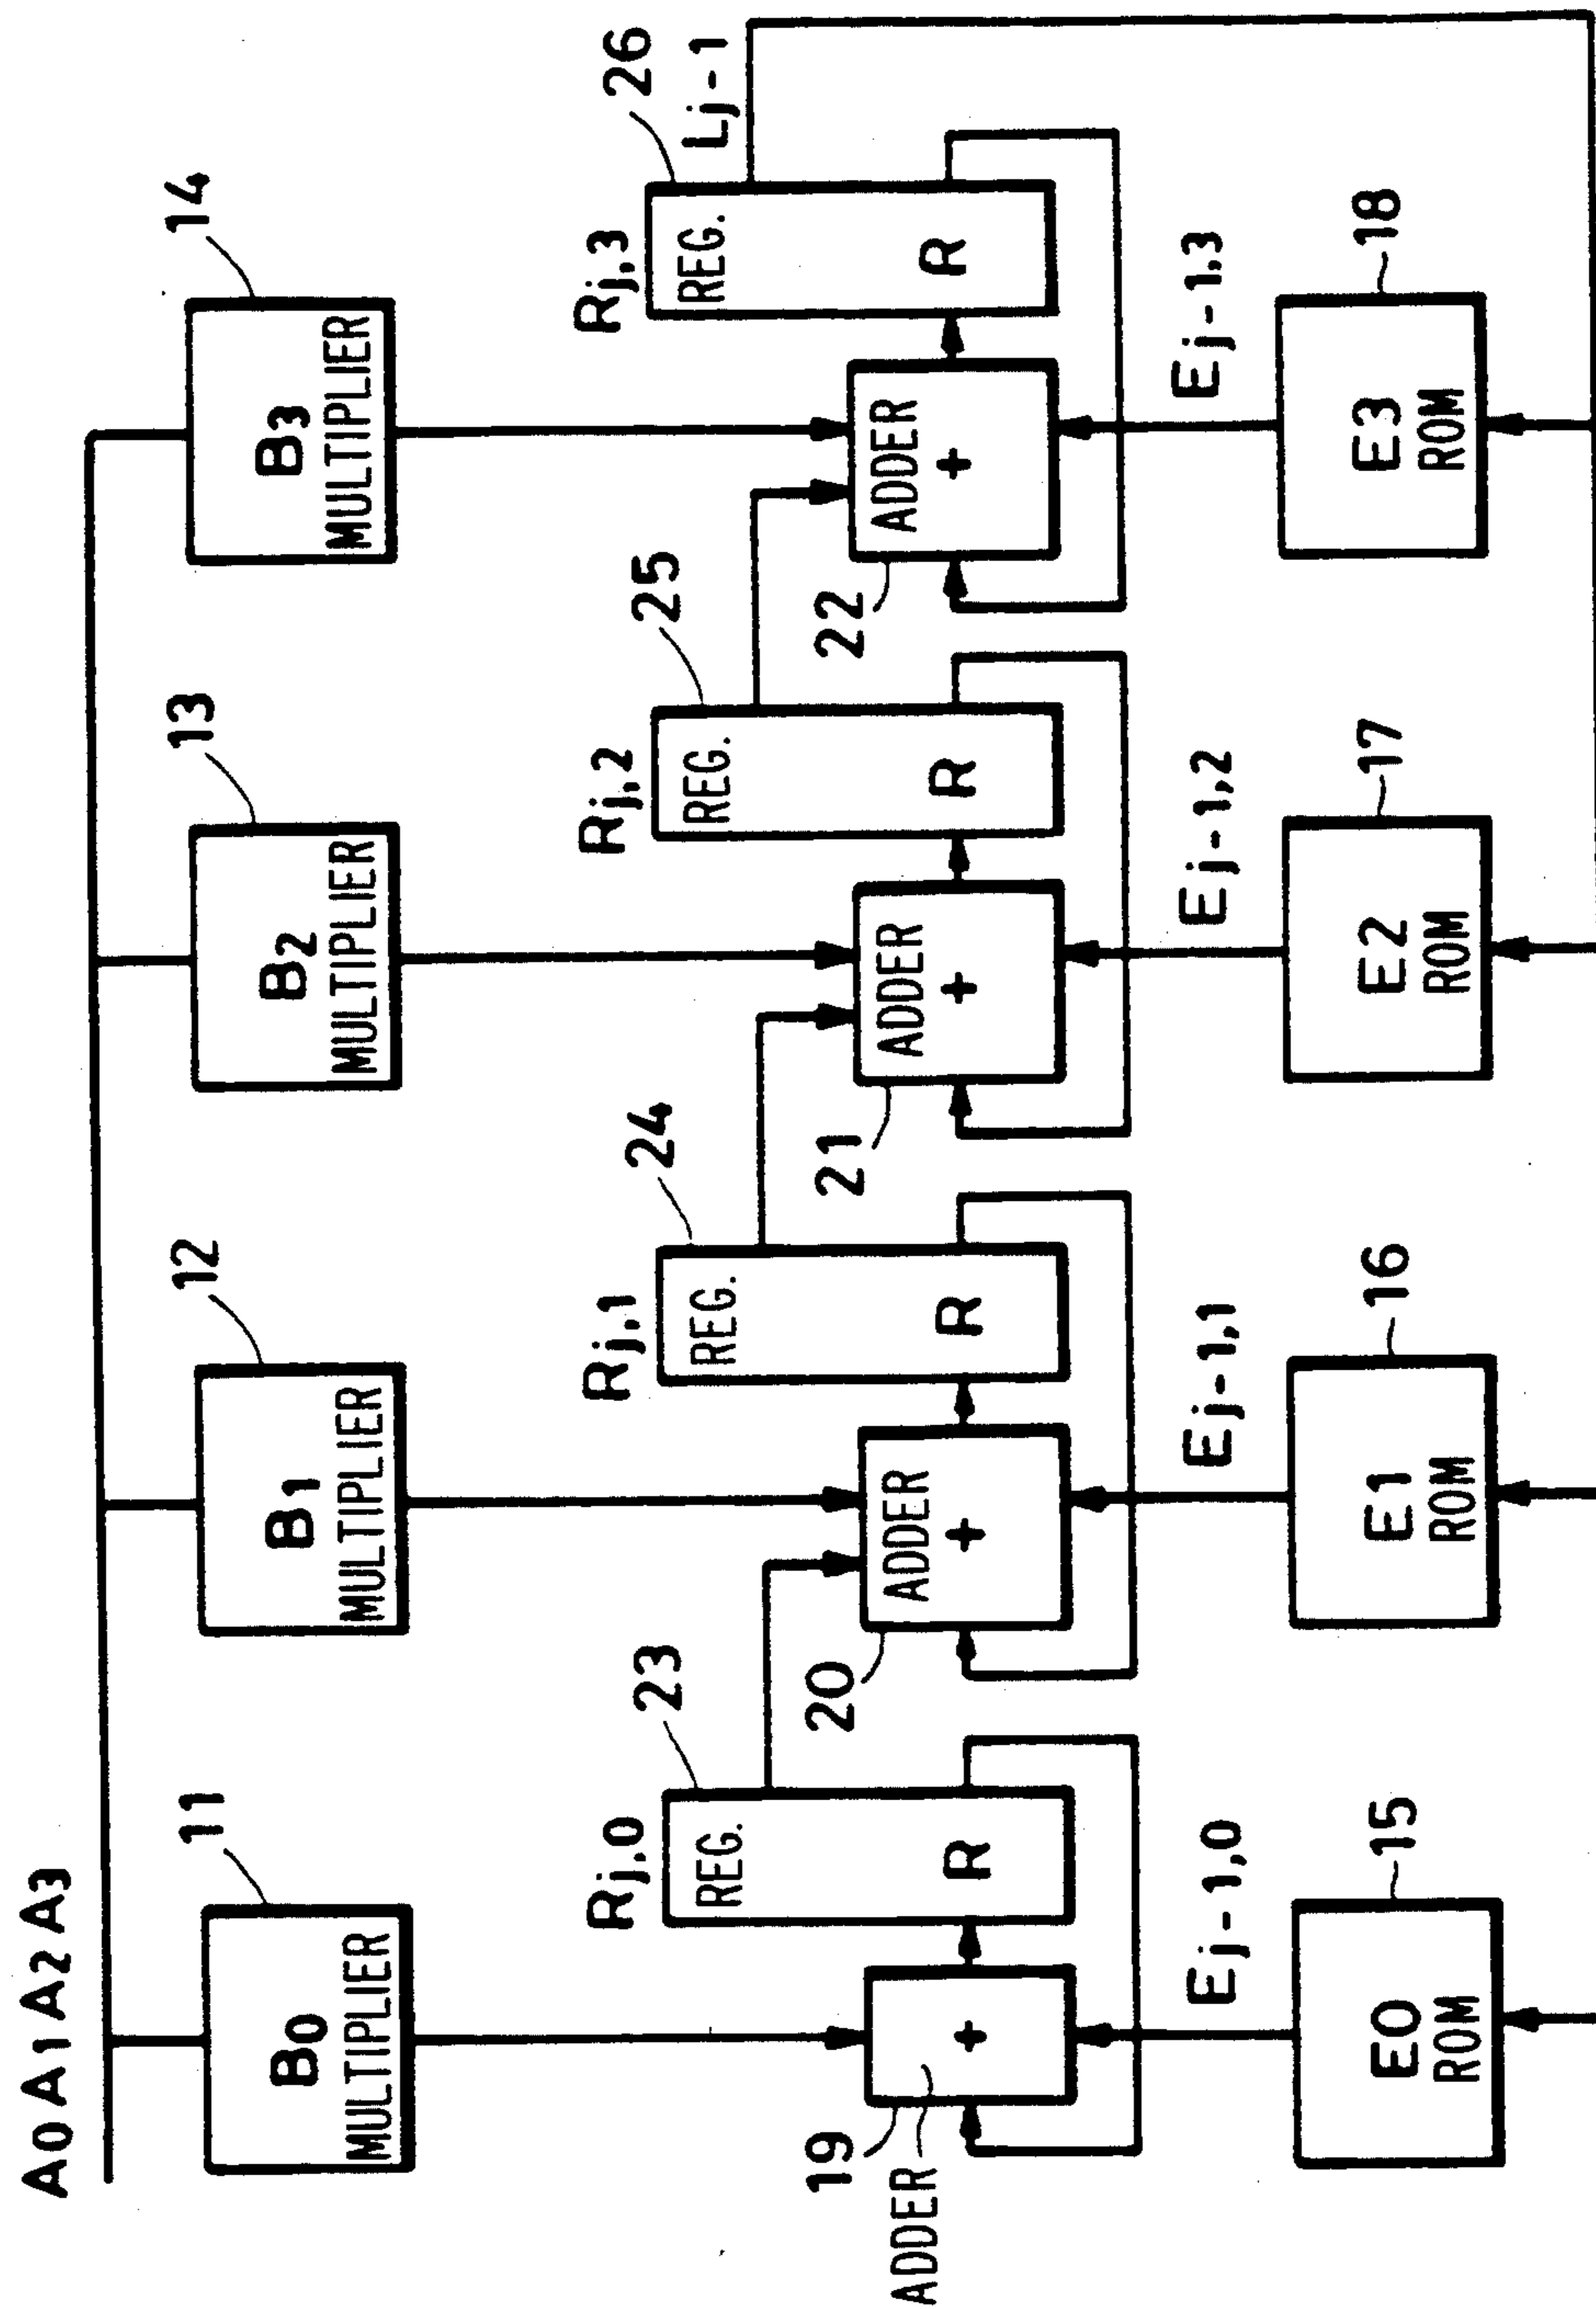 A0 A1 A2 A3
11
12
13
14
B0
MULTIPLIER
B1
MULTIPLIER
B2
MULTIPLIER
B3
MULTIPLIER
Rj,0
23
Rj,1
24
Rj,2
25
Rj,3
26
Lj-1
REG.
R
REG.
R
REG.
R
REG.
R
19
ADDER
+
20
ADDER
+
21
ADDER
+
22
ADDER
+
Ej-1,0
Ej-1,1
Ej-1,2
Ej-1,3
15
16
17
18
E0
ROM
E1
ROM
E2
ROM
E3
ROM